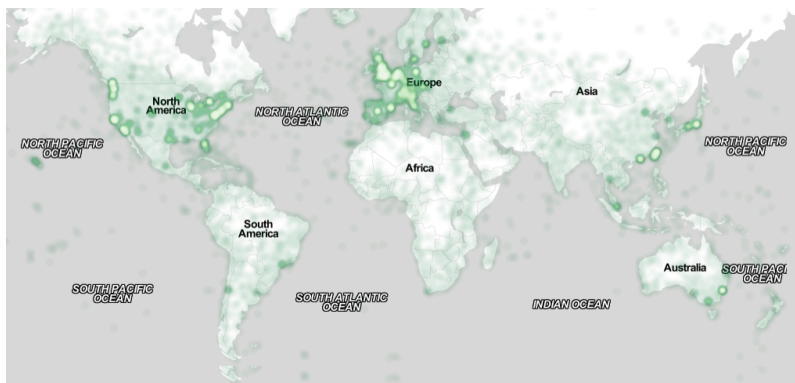 Europe
Asia
North
America
NORTH ATLANTIC
OCEAN
NORTH PACIFIC
OCEAN
NORTH PACIFIC
OCEAN
Africa
South
America
Australia
SOUTH PACI
OCEAN
SOUTH PACIFIC
OCEAN
SOUTH ATLANTIC
OCEAN
INDIAN OCEAN